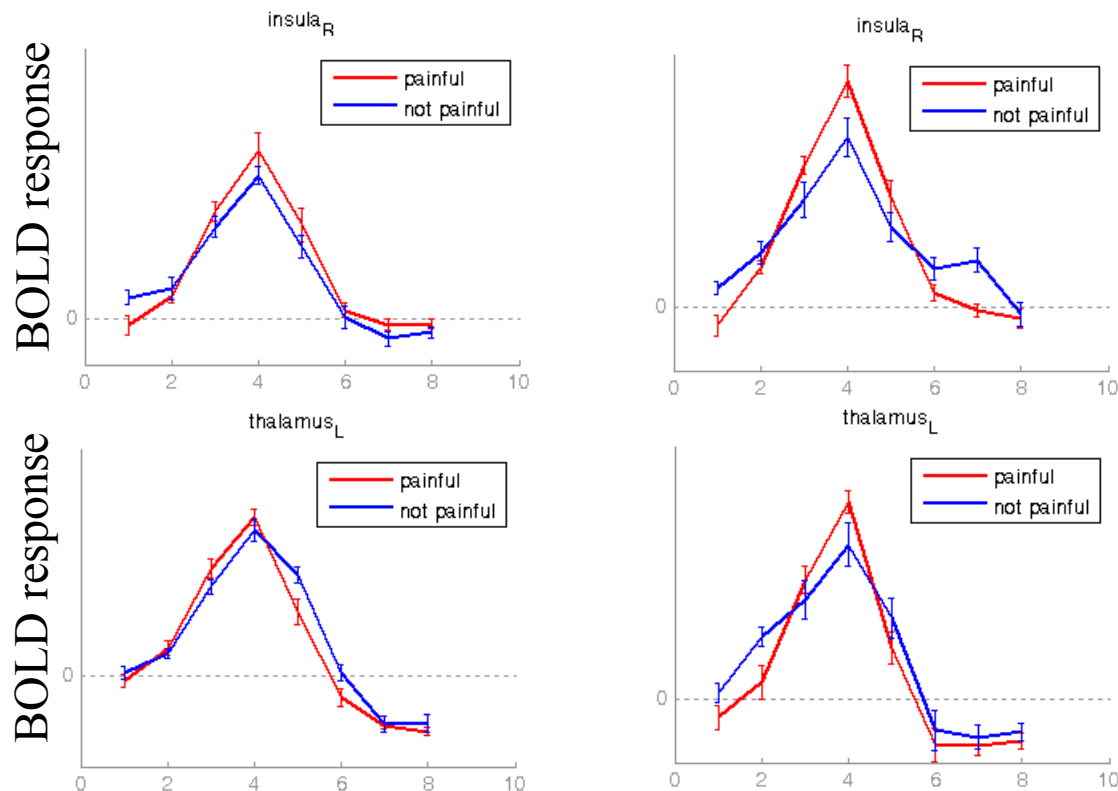 insula_R
painful
not painful
BOLD response
0
0 2 4 6 8 10
insula_R
painful
not painful
0
0 2 4 6 8 10
thalamus_L
painful
not painful
BOLD response
0
0 2 4 6 8 10
thalamus_L
painful
not painful
0
0 2 4 6 8 10